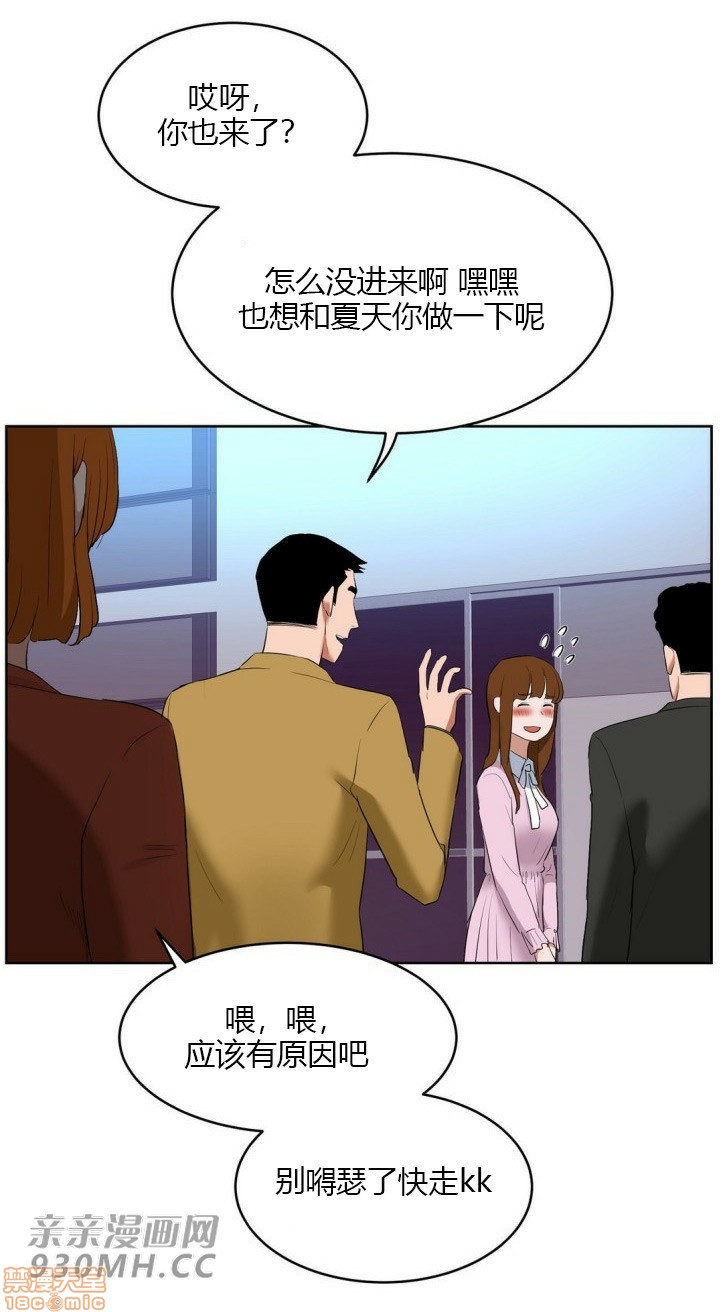 哎呀，
你也来了？
怎么没进来啊 嘿嘿
也想和夏天你做一下呢
喂，喂，
应该有原因吧
别嘚瑟了快走kk
亲亲漫画网
930MH.CC
禁漫天堂
18comic